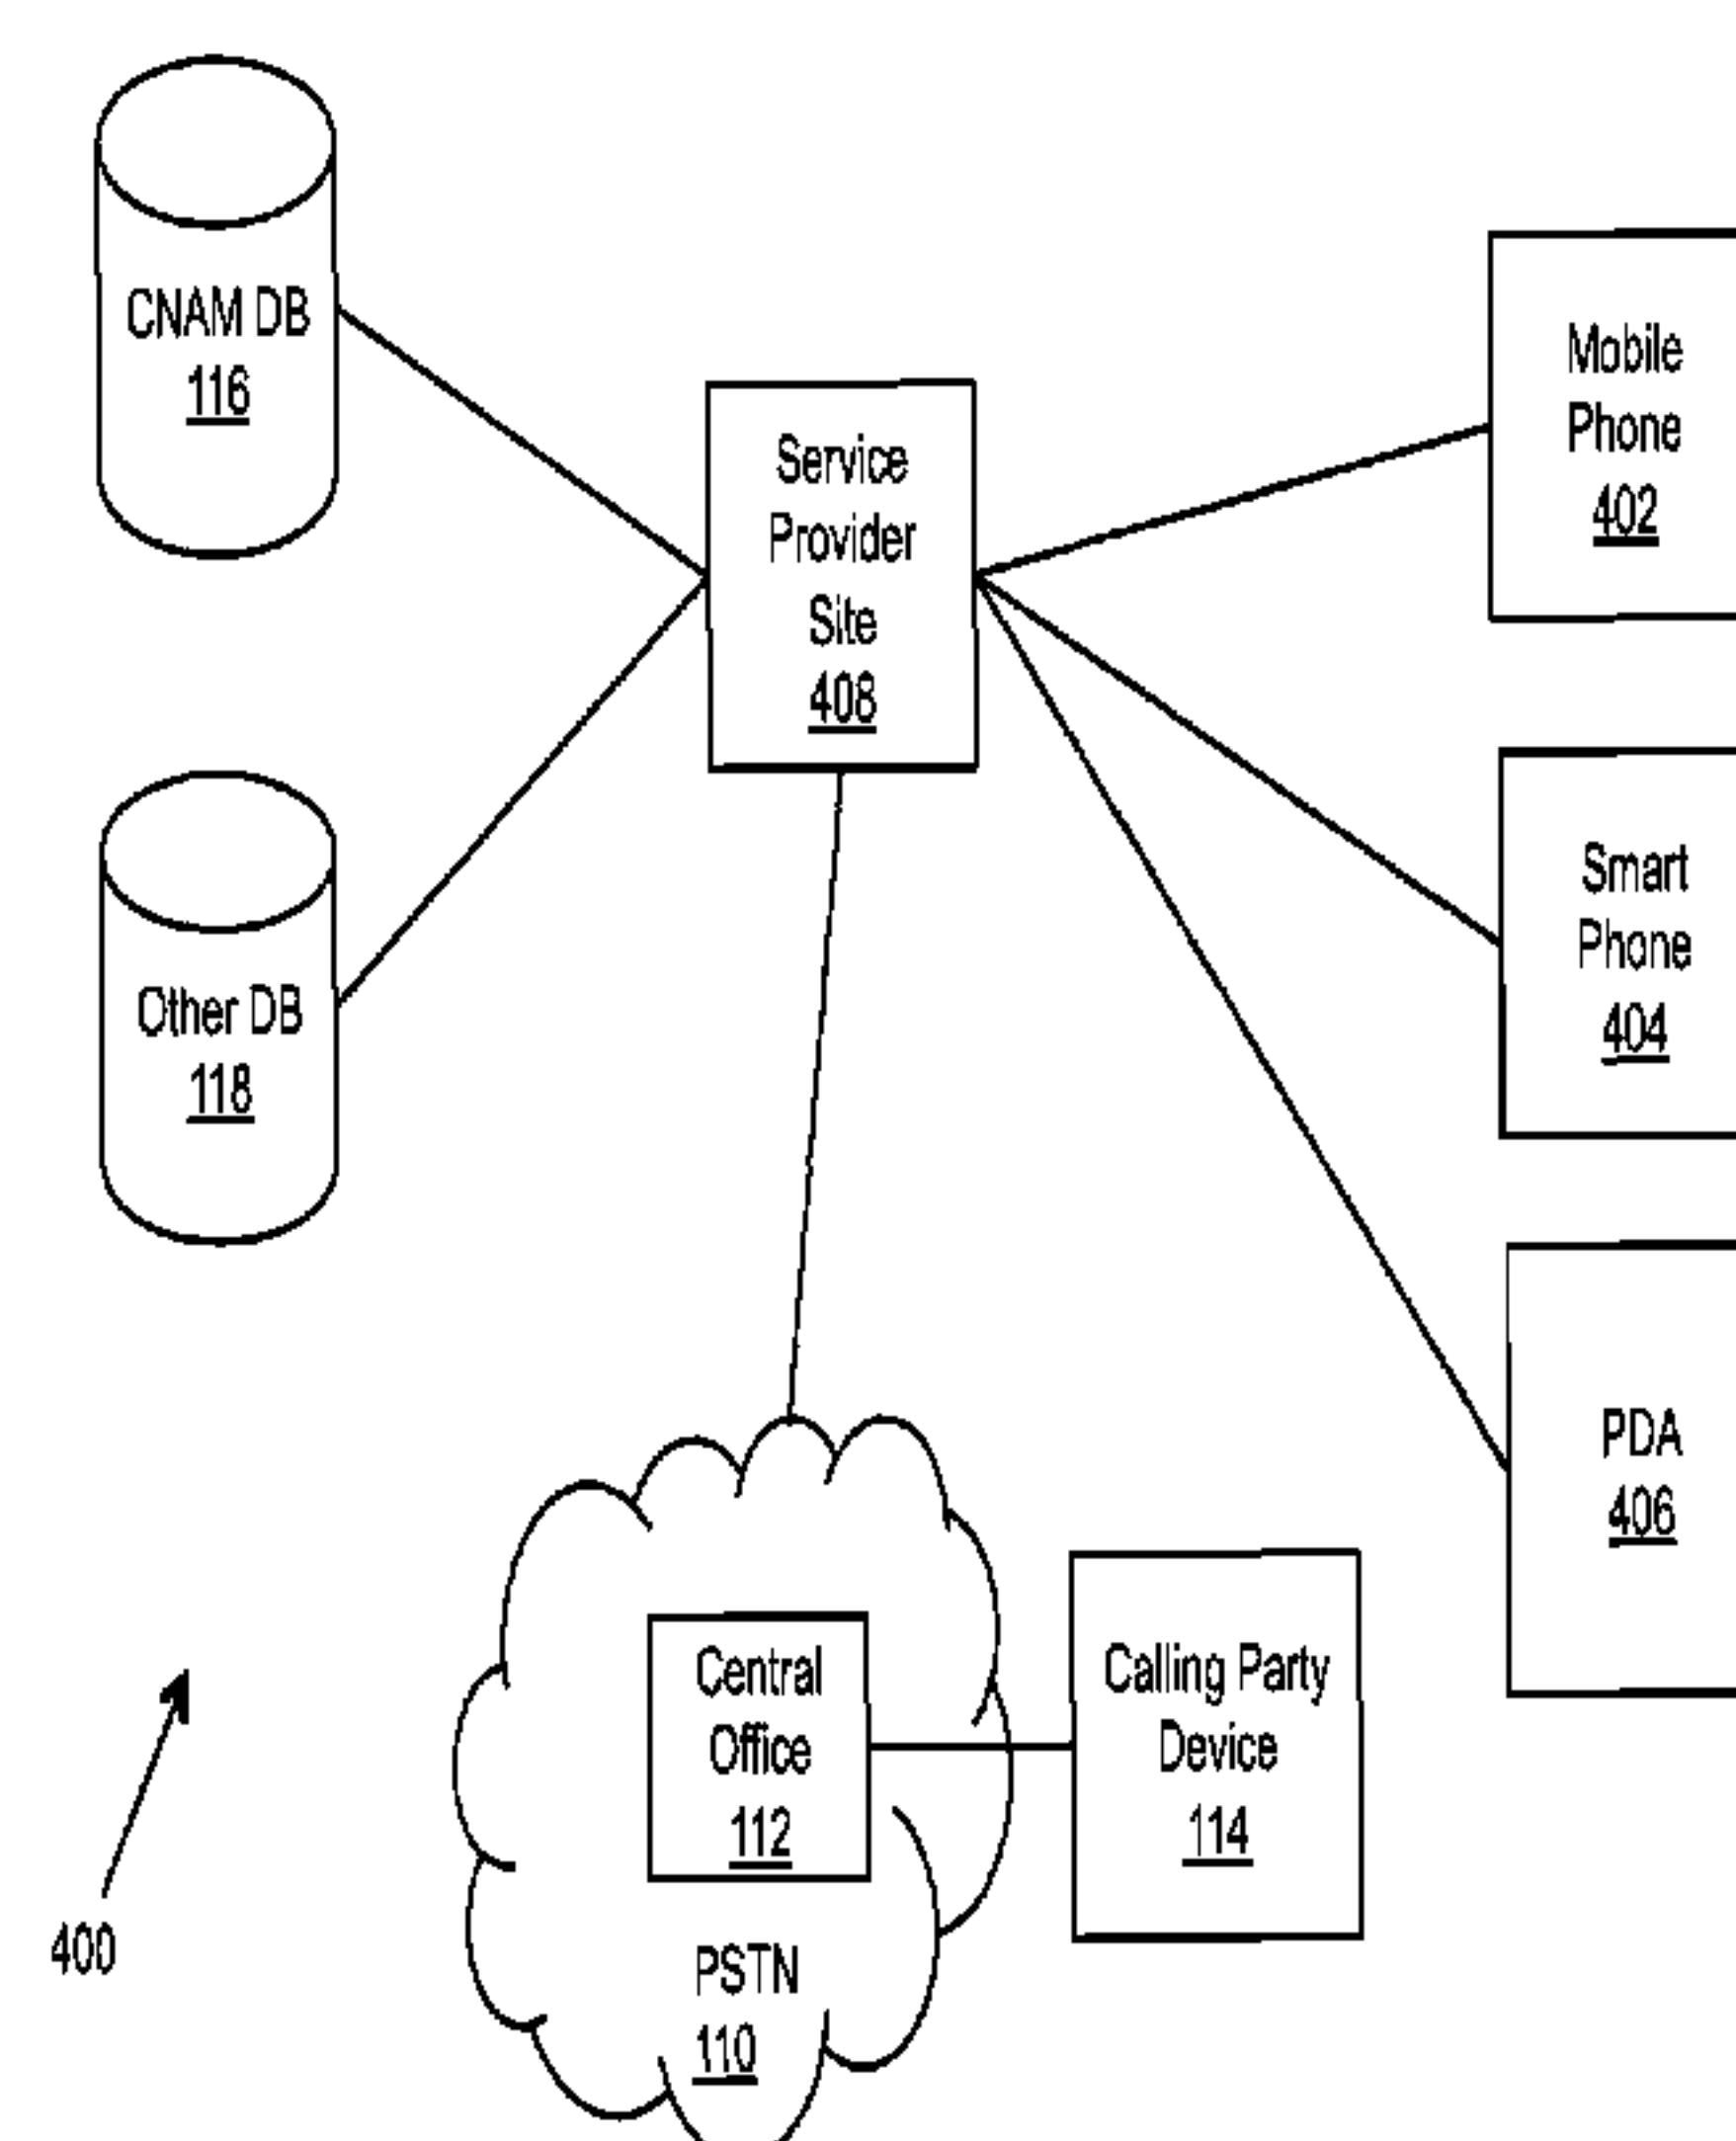 CNAM DB
116
Service
Provider
Site
408
Mobile
Phone
402
Other DB
118
Smart
Phone
404
PDA
406
Central
Office
112
Calling Party
Device
114
PSTN
110
400